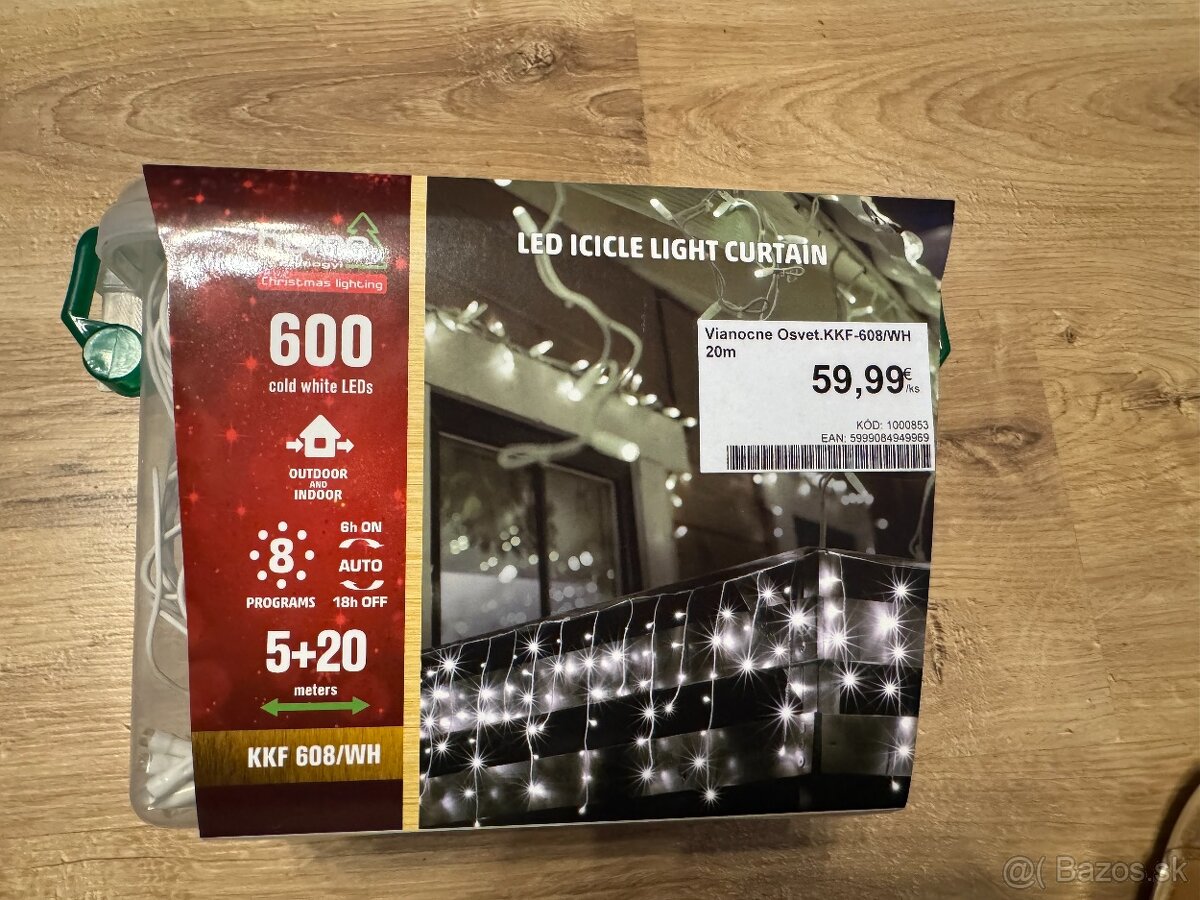 Christmas lighting
600
cold white LEDs
OUTDOOR
AND
INDOOR
8
PROGRAMS
6h ON
AUTO
18h OFF
5+20
meters
KKF 608/WH
LED ICICLE LIGHT CURTAIN
Vianocne Osvet.KKF-608/WH
20m
59,99€/ks
KÓD: 1000853
EAN: 5999084949969
@( Bazos.sk